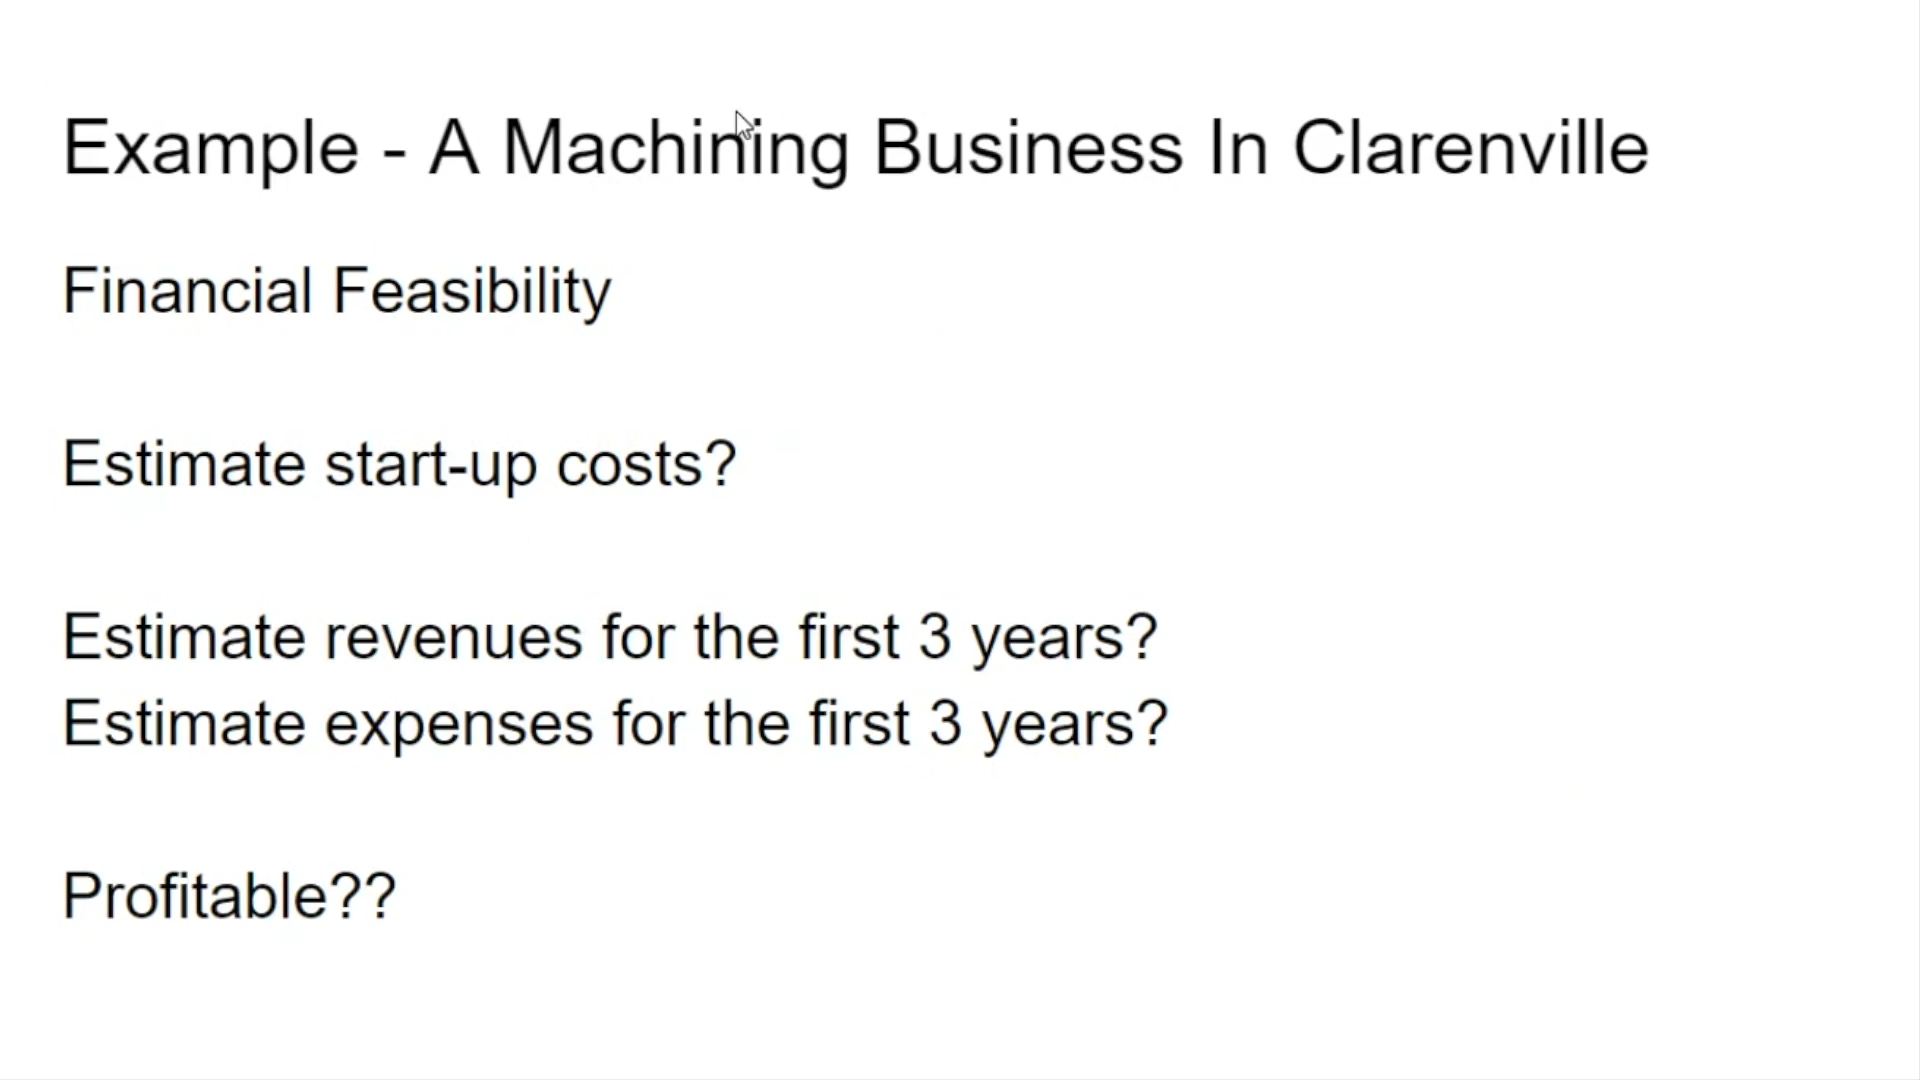 Example - A Machining Business In Clarenville
Financial Feasibility
Estimate start-up costs?
Estimate revenues for the first 3 years?
Estimate expenses for the first 3 years?
Profitable??